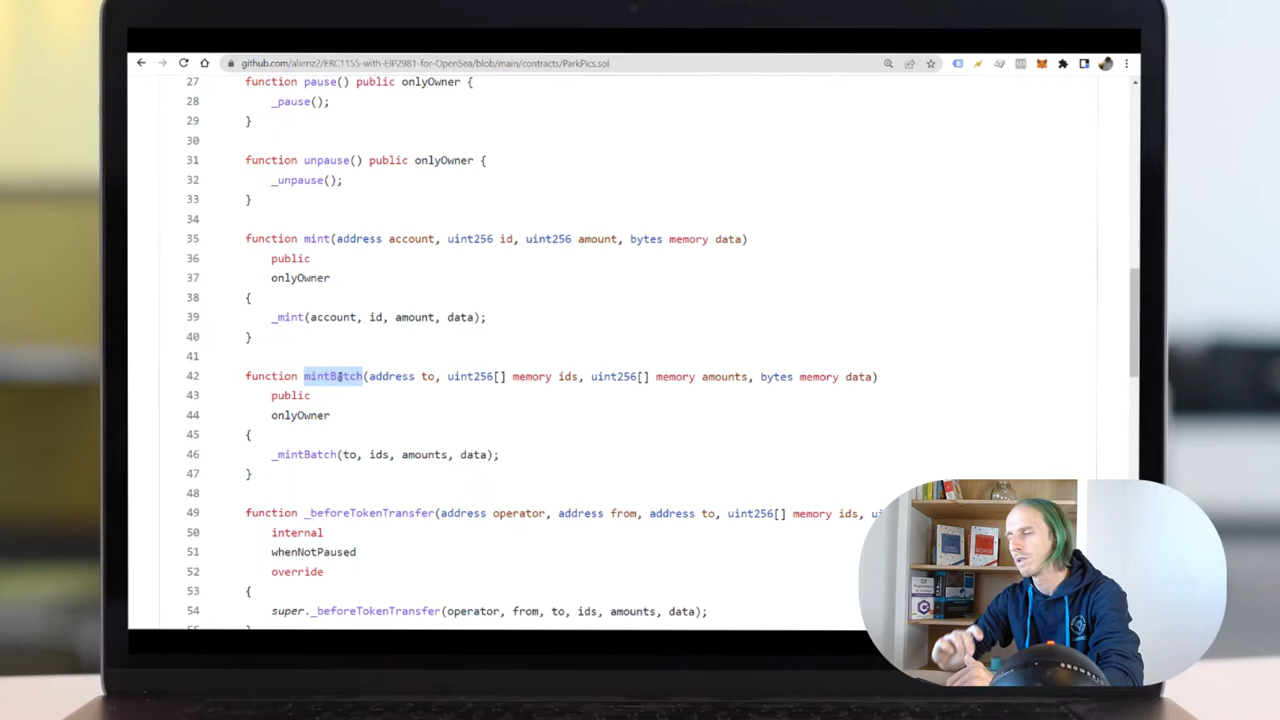 github.com/alxmz2/ERC1155-with-EIP2981-for-OpenSea/blob/main/contracts/ParkPics.sol
27 function pause() public onlyOwner {
28 _pause();
29 }
30
31 function unpause() public onlyOwner {
32 _unpause();
33 }
34
35 function mint(address account, uint256 id, uint256 amount, bytes memory data)
36 public
37 onlyOwner
38 {
39 _mint(account, id, amount, data);
40 }
41
42 function mintBatch(address to, uint256[] memory ids, uint256[] memory amounts, bytes memory data)
43 public
44 onlyOwner
45 {
46 _mintBatch(to, ids, amounts, data);
47 }
48
49 function _beforeTokenTransfer(address operator, address from, address to, uint256[] memory ids,
50 internal
51 whenNotPaused
52 override
53 {
54 super._beforeTokenTransfer(operator, from, to, ids, amounts, data);